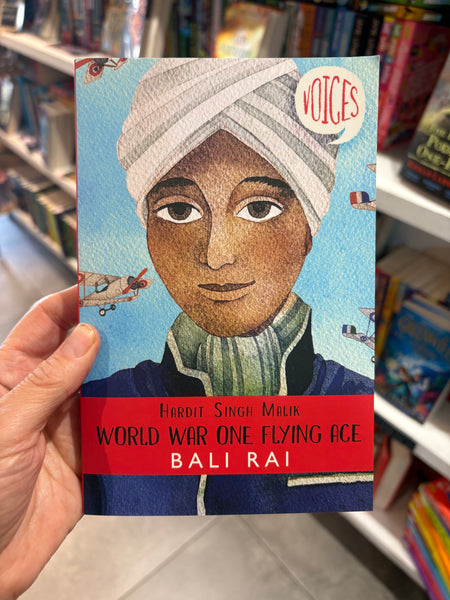 VOICES
HARDIT SINGH MALIK
WORLD WAR ONE FLYING ACE
BALI RAI